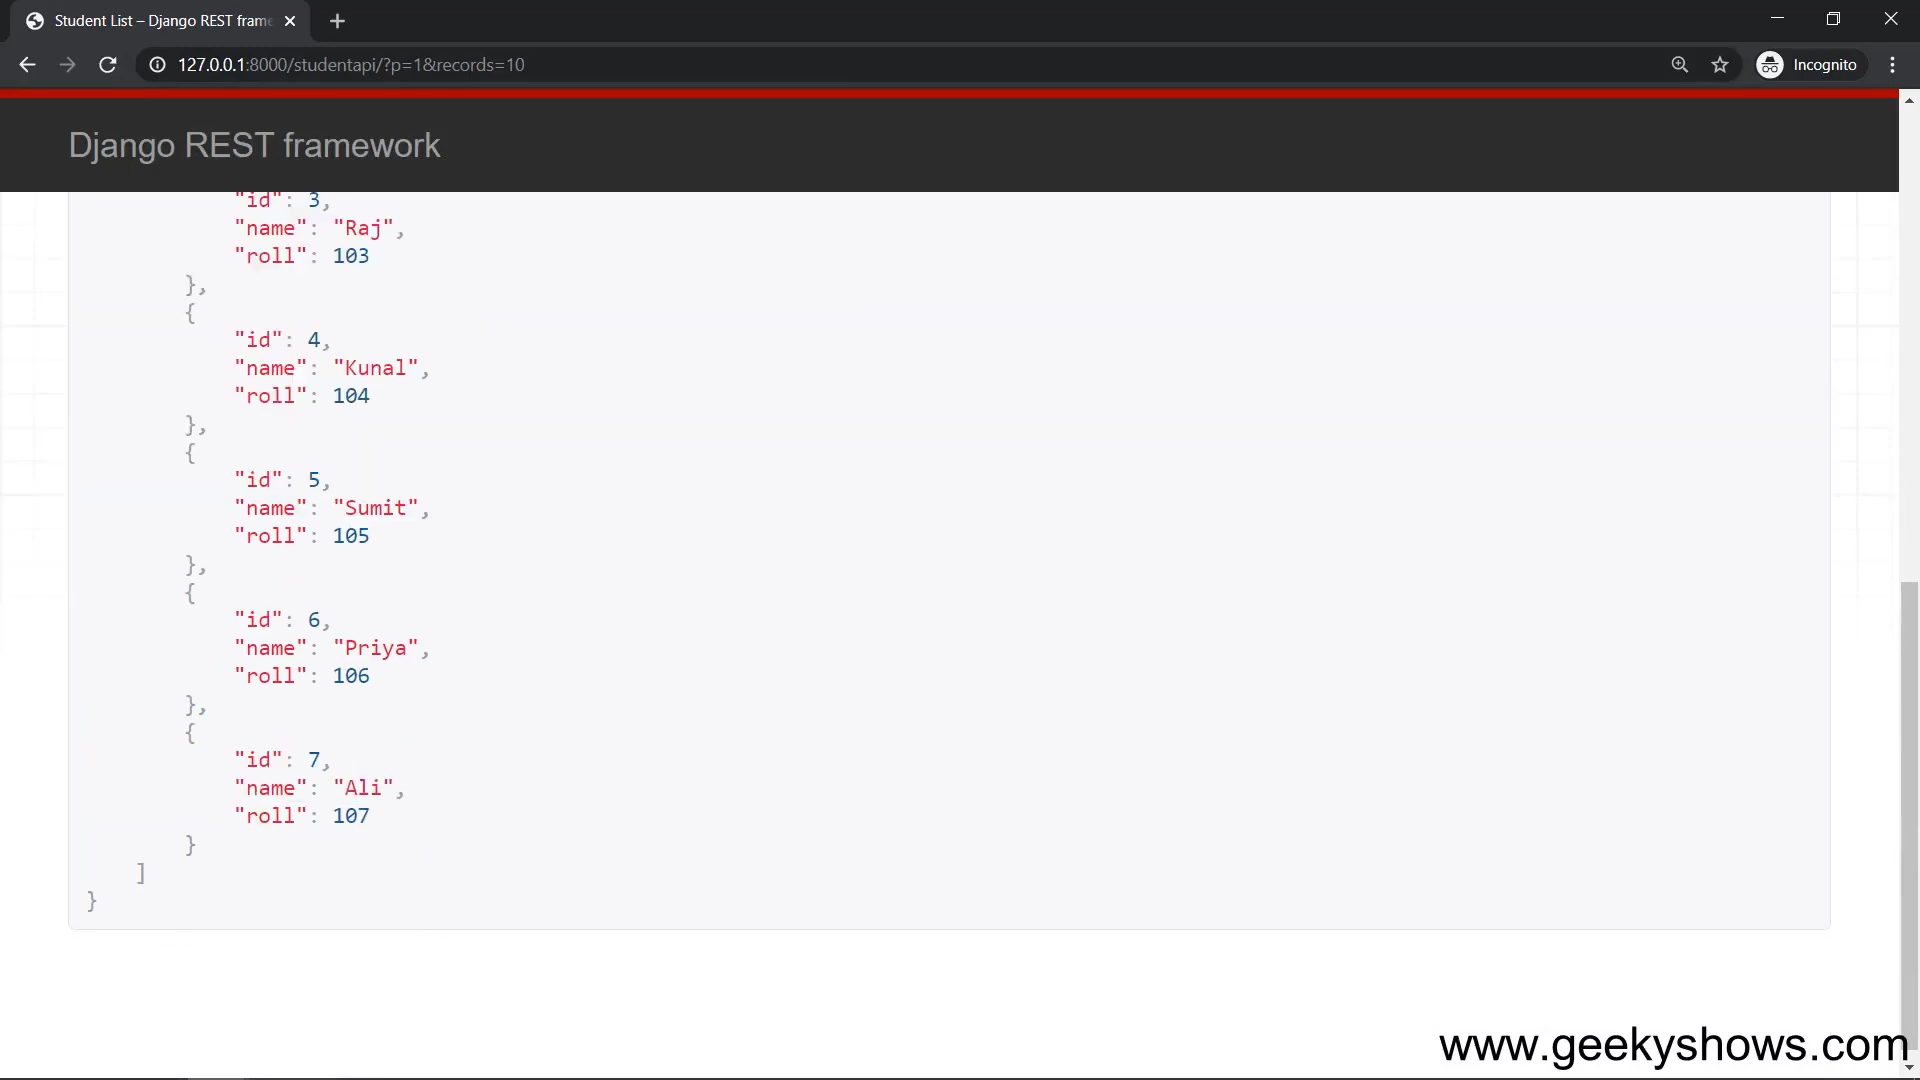 Student List – Django REST frame
127.0.0.1:8000/studentapi/?p=1&records=10
Incognito
Django REST framework
"id": 3,
"name": "Raj",
"roll": 103
},
{
"id": 4,
"name": "Kunal",
"roll": 104
},
{
"id": 5,
"name": "Sumit",
"roll": 105
},
{
"id": 6,
"name": "Priya",
"roll": 106
},
{
"id": 7,
"name": "Ali",
"roll": 107
}
]
}
www.geekyshows.com